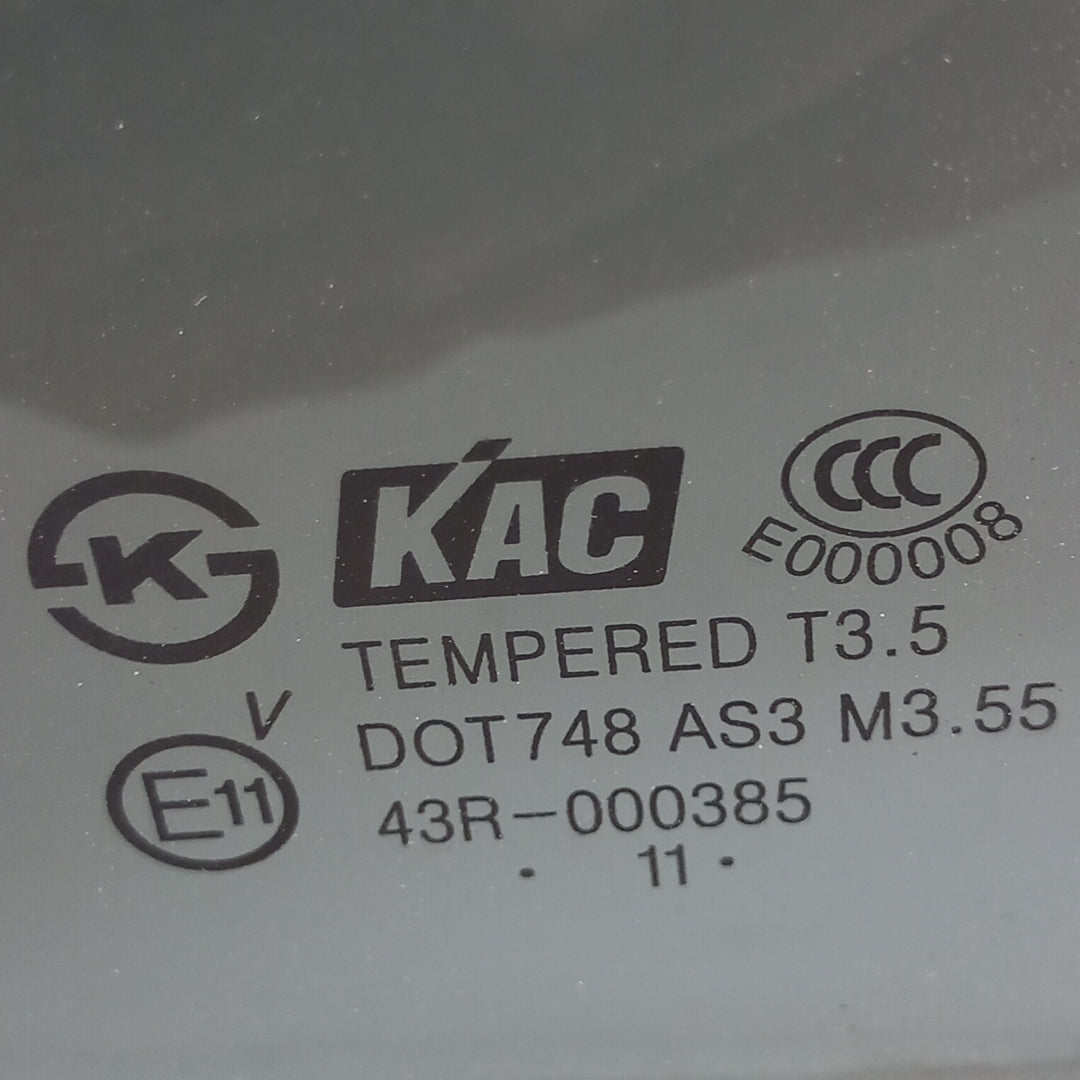 K
KAC
CCC
E000008
TEMPERED T3.5
V
DOT748 AS3 M3.55
E11
43R-000385
· 11 ·